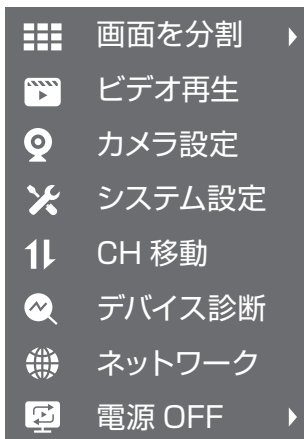 画面を分割
ビデオ再生
カメラ設定
システム設定
CH 移動
デバイス診断
ネットワーク
電源 OFF